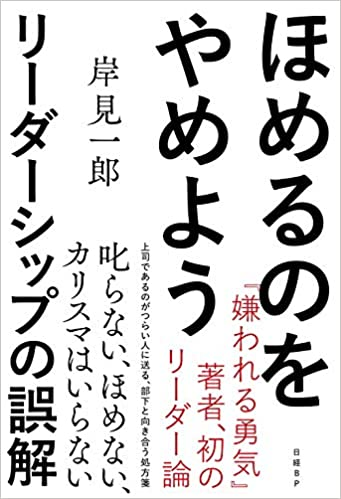 ほめるのを
やめよう
『嫌われる勇気』
著者、初の
リーダー論
岸見一郎
上司であるのがつらい人に送る、部下と向き合う処方箋
叱らない、ほめない、
カリスマはいらない
リーダーシップの誤解
日経BP